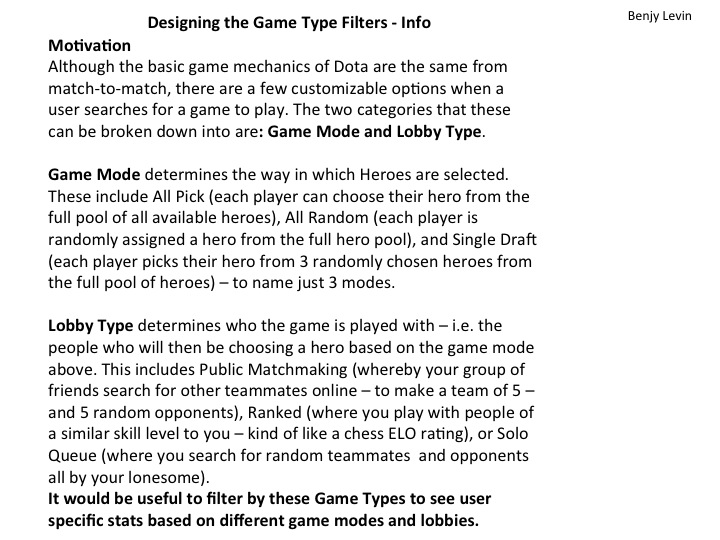 Designing the Game Type Filters - Info
Benjy Levin
Motivation
Although the basic game mechanics of Dota are the same from
match-to-match, there are a few customizable options when a
user searches for a game to play. The two categories that these
can be broken down into are: Game Mode and Lobby Type.
Game Mode determines the way in which Heroes are selected.
These include All Pick (each player can choose their hero from the
full pool of all available heroes), All Random (each player is
randomly assigned a hero from the full hero pool), and Single Draft
(each player picks their hero from 3 randomly chosen heroes from
the full pool of heroes) – to name just 3 modes.
Lobby Type determines who the game is played with – i.e. the
people who will then be choosing a hero based on the game mode
above. This includes Public Matchmaking (whereby your group of
friends search for other teammates online – to make a team of 5 –
and 5 random opponents), Ranked (where you play with people of
a similar skill level to you – kind of like a chess ELO rating), or Solo
Queue (where you search for random teammates  and opponents
all by your lonesome).
It would be useful to filter by these Game Types to see user
specific stats based on different game modes and lobbies.